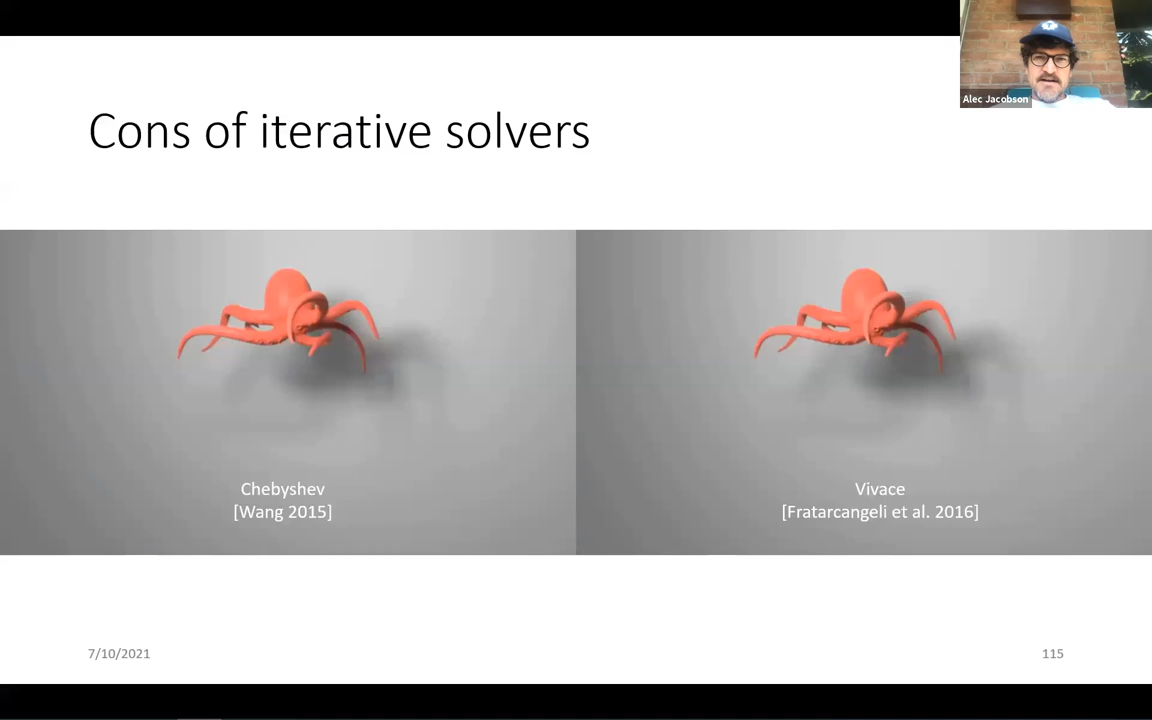 Alec Jacobson
Cons of iterative solvers
Chebyshev
[Wang 2015]
Vivace
[Fratarcangeli et al. 2016]
7/10/2021
115